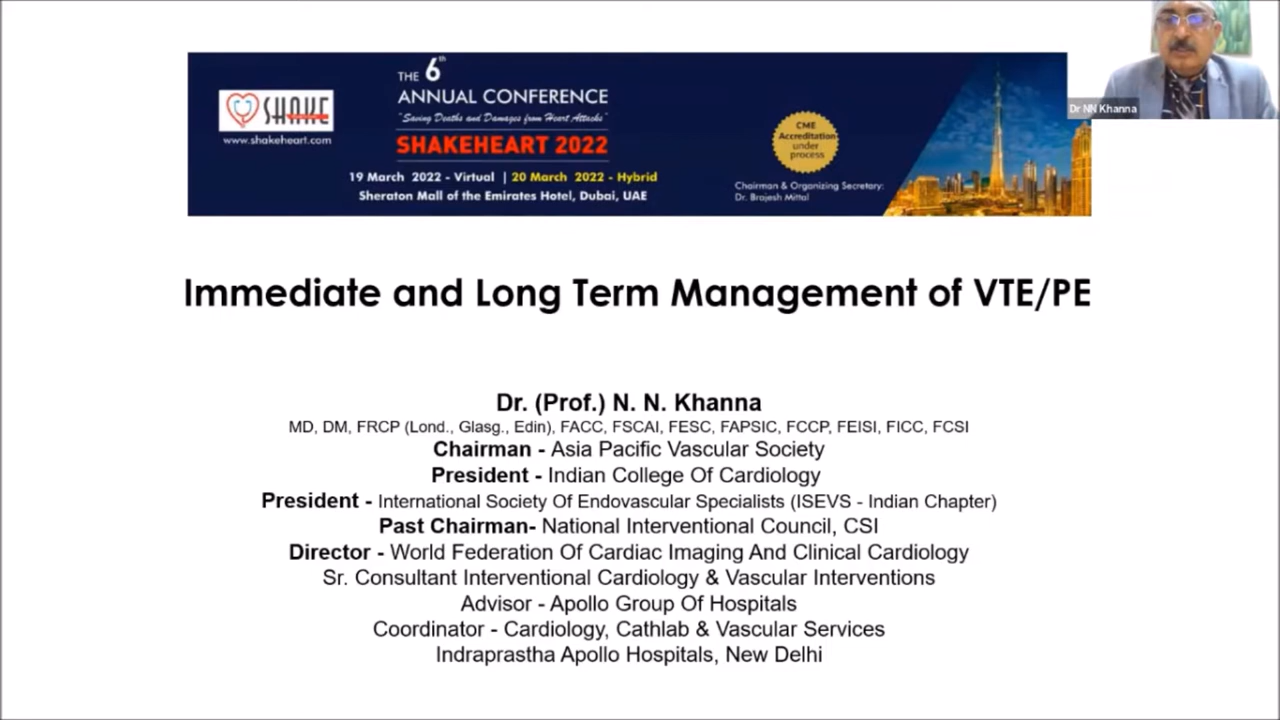 SHAKE
www.shakeheart.com
THE 6th
ANNUAL CONFERENCE
"Saving Deaths and Damages from Heart Attacks"
SHAKEHEART 2022
19 March 2022 - Virtual | 20 March 2022 - Hybrid
Sheraton Mall of the Emirates Hotel, Dubai, UAE
CME
Accreditation
under
process
Chairman & Organizing Secretary:
Dr. Brajesh Mittal
Dr NN Khanna
Immediate and Long Term Management of VTE/PE
Dr. (Prof.) N. N. Khanna
MD, DM, FRCP (Lond., Glasg., Edin), FACC, FSCAI, FESC, FAPSIC, FCCP, FEISI, FICC, FCSI
Chairman - Asia Pacific Vascular Society
President - Indian College Of Cardiology
President - International Society Of Endovascular Specialists (ISEVS - Indian Chapter)
Past Chairman- National Interventional Council, CSI
Director - World Federation Of Cardiac Imaging And Clinical Cardiology
Sr. Consultant Interventional Cardiology & Vascular Interventions
Advisor - Apollo Group Of Hospitals
Coordinator - Cardiology, Cathlab & Vascular Services
Indraprastha Apollo Hospitals, New Delhi